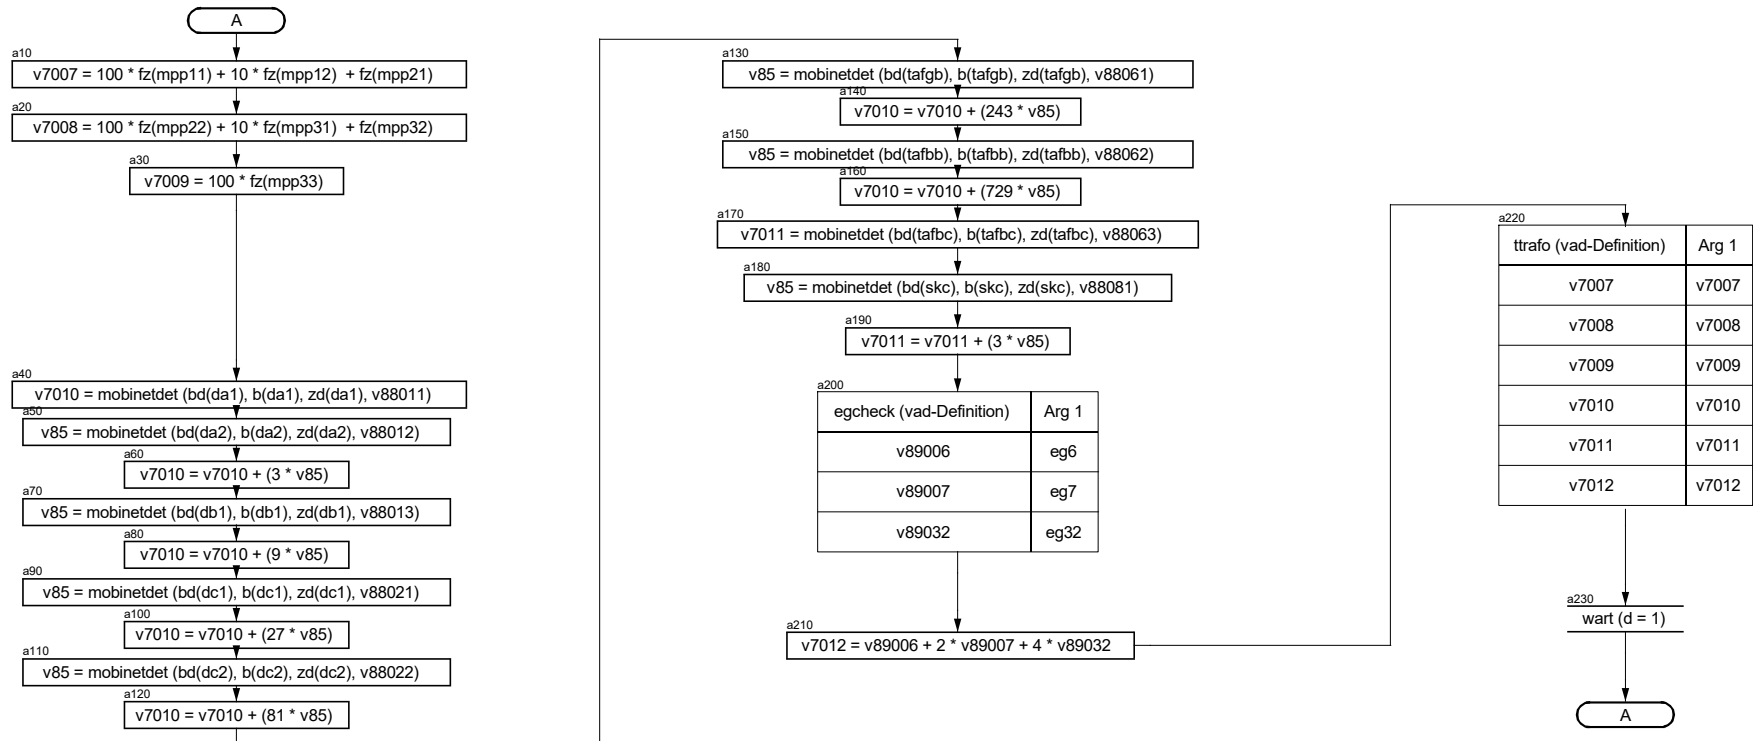 A
a10
v7007 = 100 * fz(mpp11) + 10 * fz(mpp12) + fz(mpp21)
a20
v7008 = 100 * fz(mpp22) + 10 * fz(mpp31) + fz(mpp32)
a30
v7009 = 100 * fz(mpp33)
a40
v7010 = mobinetdet (bd(da1), b(da1), zd(da1), v88011)
a50
v85 = mobinetdet (bd(da2), b(da2), zd(da2), v88012)
a60
v7010 = v7010 + (3 * v85)
a70
v85 = mobinetdet (bd(db1), b(db1), zd(db1), v88013)
a80
v7010 = v7010 + (9 * v85)
a90
v85 = mobinetdet (bd(dc1), b(dc1), zd(dc1), v88021)
a100
v7010 = v7010 + (27 * v85)
a110
v85 = mobinetdet (bd(dc2), b(dc2), zd(dc2), v88022)
a120
v7010 = v7010 + (81 * v85)
a130
v85 = mobinetdet (bd(tafgb), b(tafgb), zd(tafgb), v88061)
a140
v7010 = v7010 + (243 * v85)
a150
v85 = mobinetdet (bd(tafbb), b(tafbb), zd(tafbb), v88062)
a160
v7010 = v7010 + (729 * v85)
a170
v7011 = mobinetdet (bd(tafbc), b(tafbc), zd(tafbc), v88063)
a180
v85 = mobinetdet (bd(skc), b(skc), zd(skc), v88081)
a190
v7011 = v7011 + (3 * v85)
a200
egcheck (vad-Definition) Arg 1
v89006 eg6
v89007 eg7
v89032 eg32
a210
v7012 = v89006 + 2 * v89007 + 4 * v89032
a220
ttrafo (vad-Definition) Arg 1
v7007 v7007
v7008 v7008
v7009 v7009
v7010 v7010
v7011 v7011
v7012 v7012
a230
wart (d = 1)
A